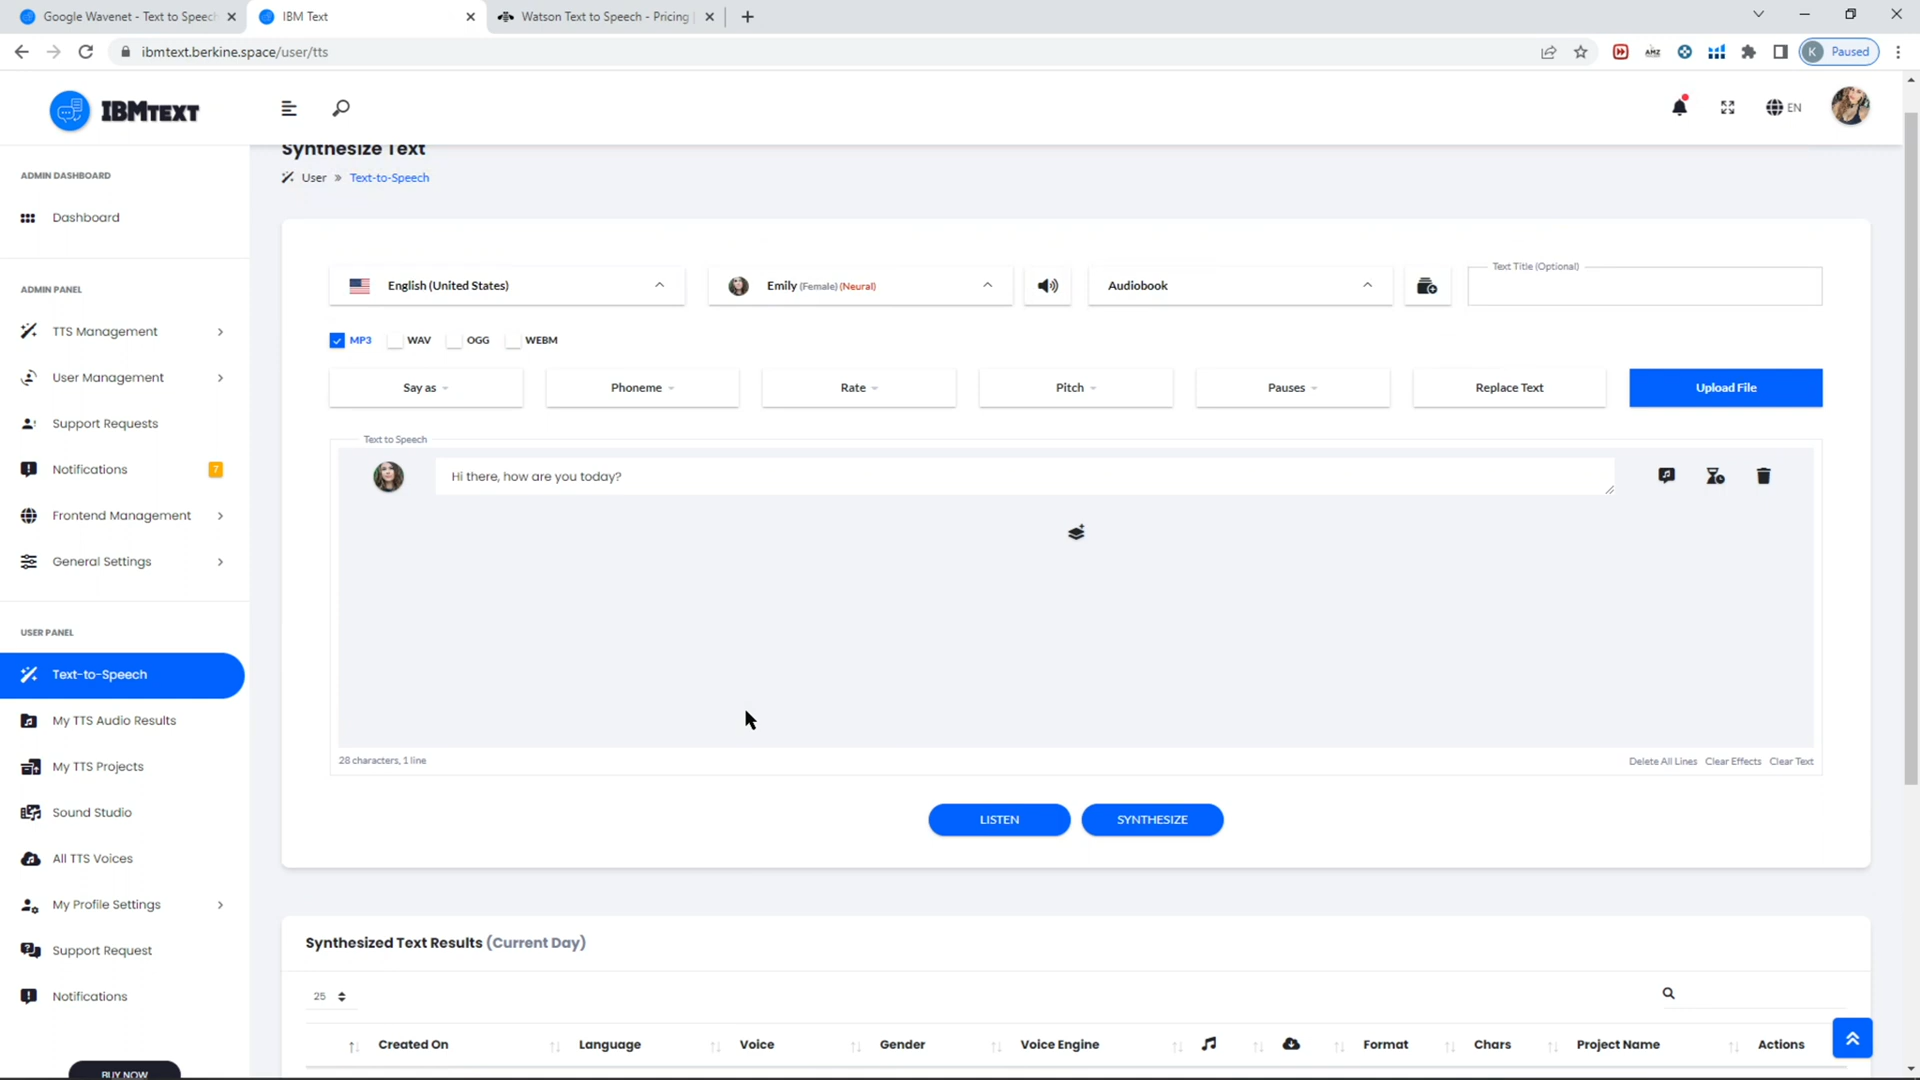 Google Wavenet - Text to Speech
IBM Text
Watson Text to Speech - Pricing
ibmtext.berkine.space/user/tts
K Paused
IBMTEXT
EN
ADMIN DASHBOARD
Dashboard
ADMIN PANEL
TTS Management
User Management
Support Requests
Notifications 7
Frontend Management
General Settings
USER PANEL
Text-to-Speech
My TTS Audio Results
My TTS Projects
Sound Studio
All TTS Voices
My Profile Settings
Support Request
Notifications
BUY NOW
Synthesize Text
User » Text-to-Speech
English (United States)
Emily (Female) (Neural)
Audiobook
Text Title (Optional)
MP3 WAV OGG WEBM
Say as Phoneme Rate Pitch Pauses Replace Text Upload File
Text to Speech
Hi there, how are you today?
28 characters, 1 line
Delete All Lines Clear Effects Clear Text
LISTEN SYNTHESIZE
Synthesized Text Results (Current Day)
25
Created On Language Voice Gender Voice Engine Format Chars Project Name Actions